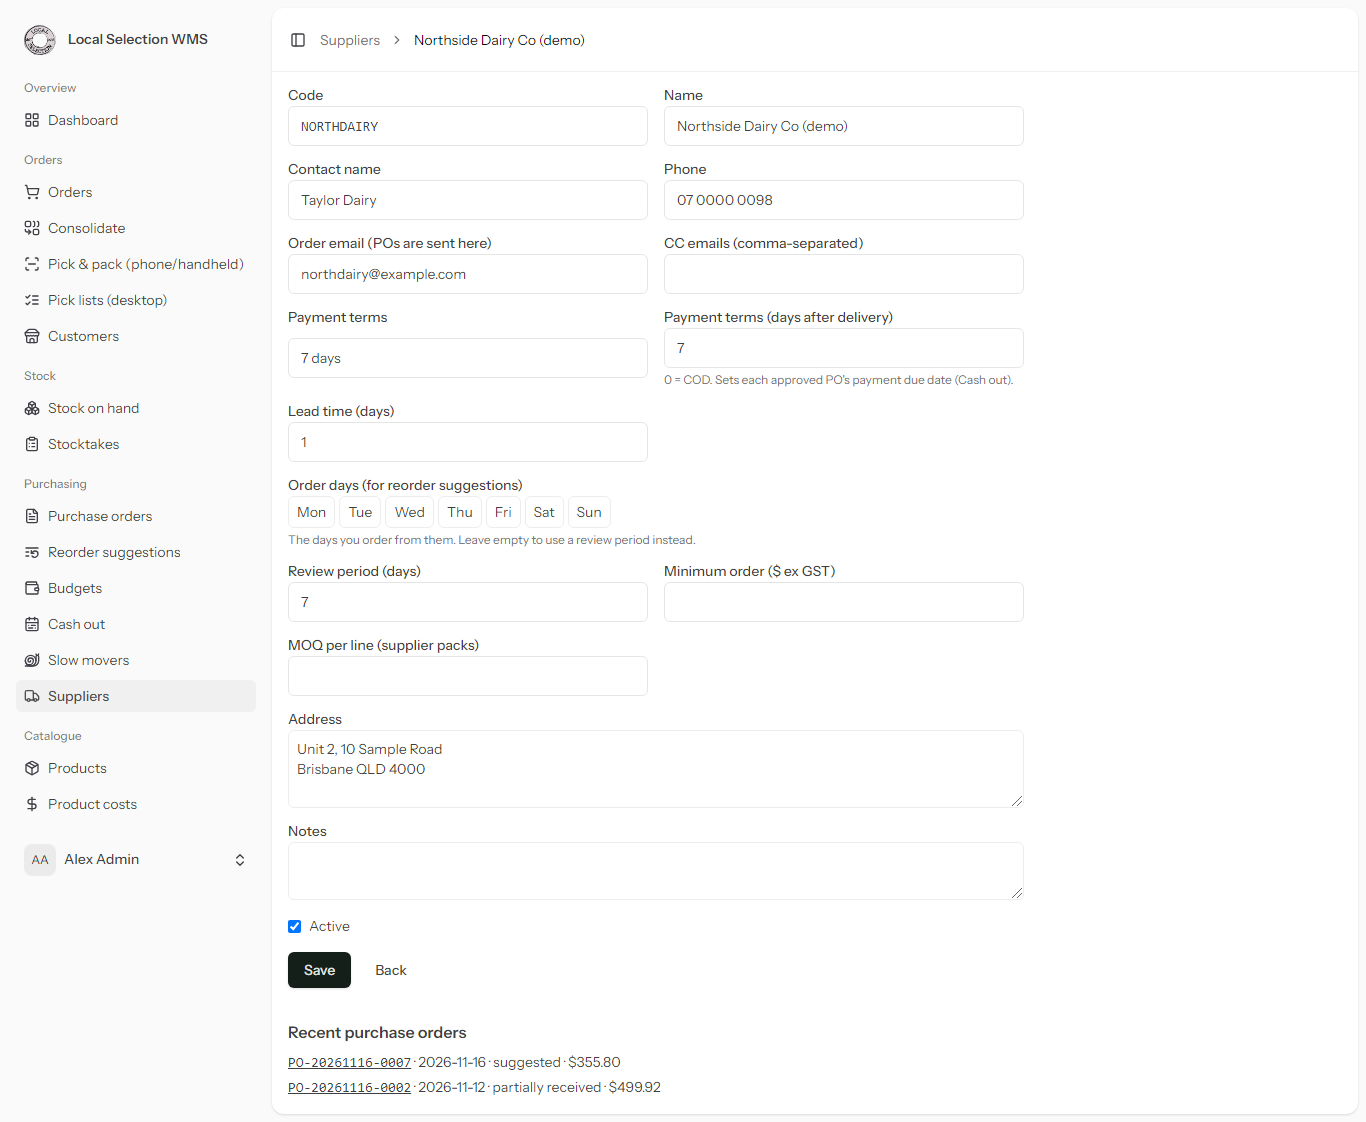 Local Selection WMS
Overview
Dashboard
Orders
Orders
Consolidate
Pick & pack (phone/handheld)
Pick lists (desktop)
Customers
Stock
Stock on hand
Stocktakes
Purchasing
Purchase orders
Reorder suggestions
Budgets
Cash out
Slow movers
Suppliers
Catalogue
Products
Product costs
AA Alex Admin
Suppliers > Northside Dairy Co (demo)
Code
NORTHDAIRY
Name
Northside Dairy Co (demo)
Contact name
Taylor Dairy
Phone
07 0000 0098
Order email (POs are sent here)
northdairy@example.com
CC emails (comma-separated)
Payment terms
7 days
Payment terms (days after delivery)
7
0 = COD. Sets each approved PO's payment due date (Cash out).
Lead time (days)
1
Order days (for reorder suggestions)
Mon Tue Wed Thu Fri Sat Sun
The days you order from them. Leave empty to use a review period instead.
Review period (days)
7
Minimum order ($ ex GST)
MOQ per line (supplier packs)
Address
Unit 2, 10 Sample Road
Brisbane QLD 4000
Notes
Active
Save Back
Recent purchase orders
PO-20261116-0007 · 2026-11-16 · suggested · $355.80
PO-20261116-0002 · 2026-11-12 · partially received · $499.92